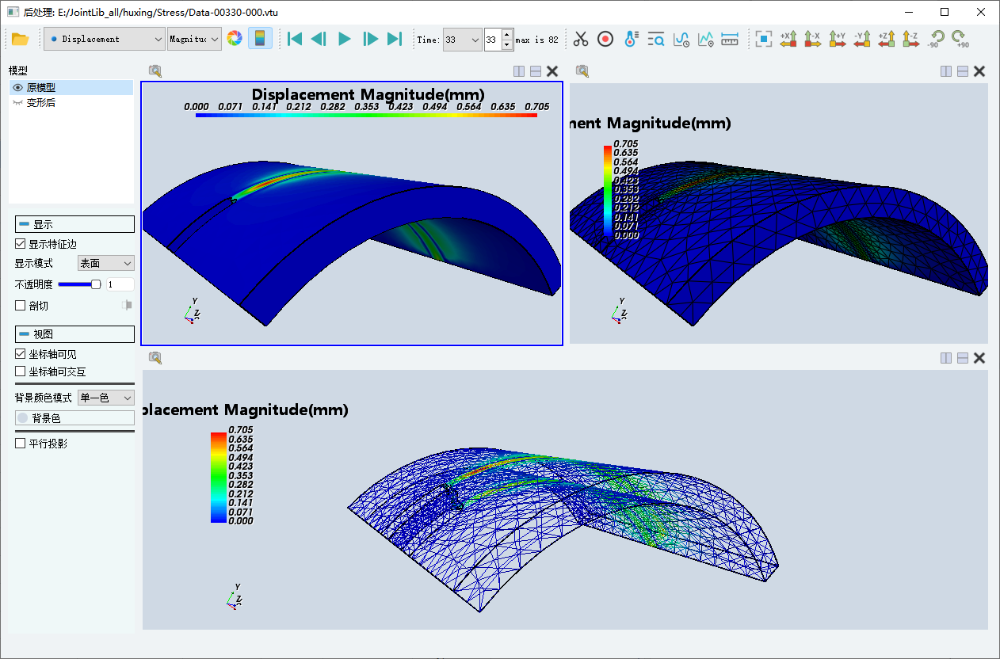 后处理: E:/JointLib_all/huxing/Stress/Data-00330-000.vtu
Displacement
Magnituc
Time:
33
33
max is 82
+X
-X
+Y
-Y
+Z
-Z
-90
+90
模型
原模型
变形后
显示
显示特征边
显示模式
表面
不透明度
1
剖切
视图
坐标轴可见
坐标轴可交互
背景颜色模式
单一色
背景色
平行投影
Displacement Magnitude(mm)
0.000 0.071 0.141 0.212 0.282 0.353 0.423 0.494 0.564 0.635 0.705
Y
Z
X
ment Magnitude(mm)
0.705
0.635
0.564
0.494
0.423
0.353
0.282
0.212
0.141
0.071
0.000
Y
Z
X
placement Magnitude(mm)
0.705
0.635
0.564
0.494
0.423
0.353
0.282
0.212
0.141
0.071
0.000
Y
Z
X